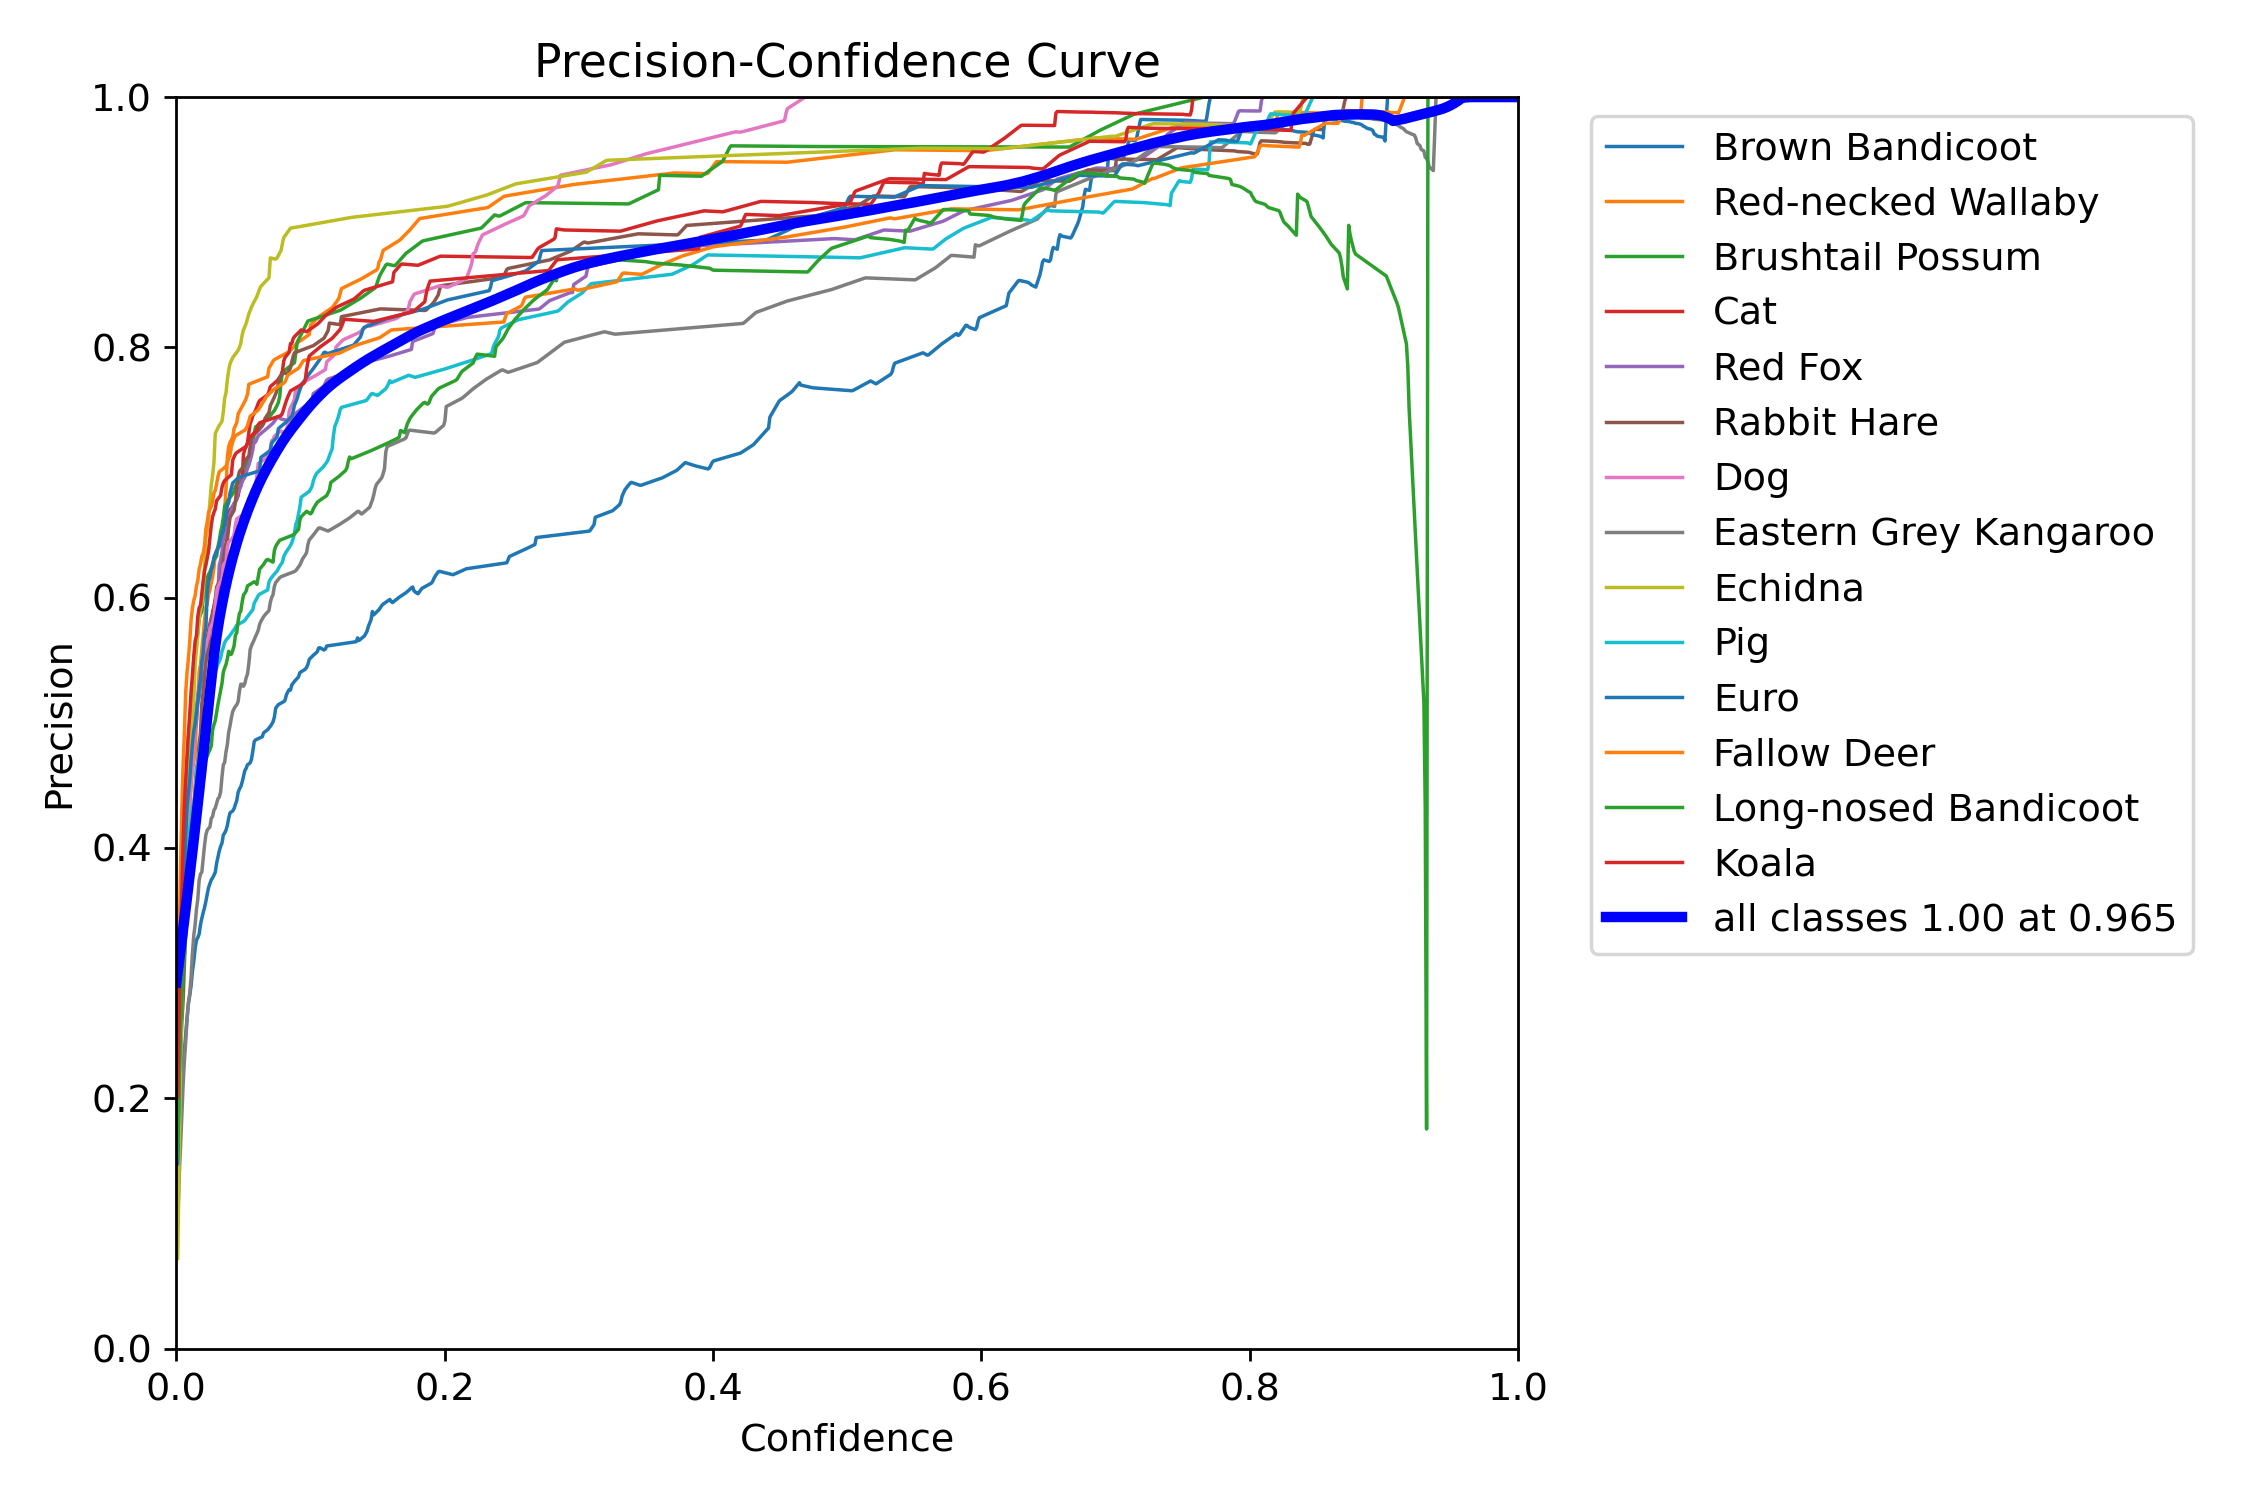 Precision-Confidence Curve
1.0
0.8
0.6
0.4
0.2
0.0
Precision
0.0 0.2 0.4 0.6 0.8 1.0
Confidence
Brown Bandicoot
Red-necked Wallaby
Brushtail Possum
Cat
Red Fox
Rabbit Hare
Dog
Eastern Grey Kangaroo
Echidna
Pig
Euro
Fallow Deer
Long-nosed Bandicoot
Koala
all classes 1.00 at 0.965